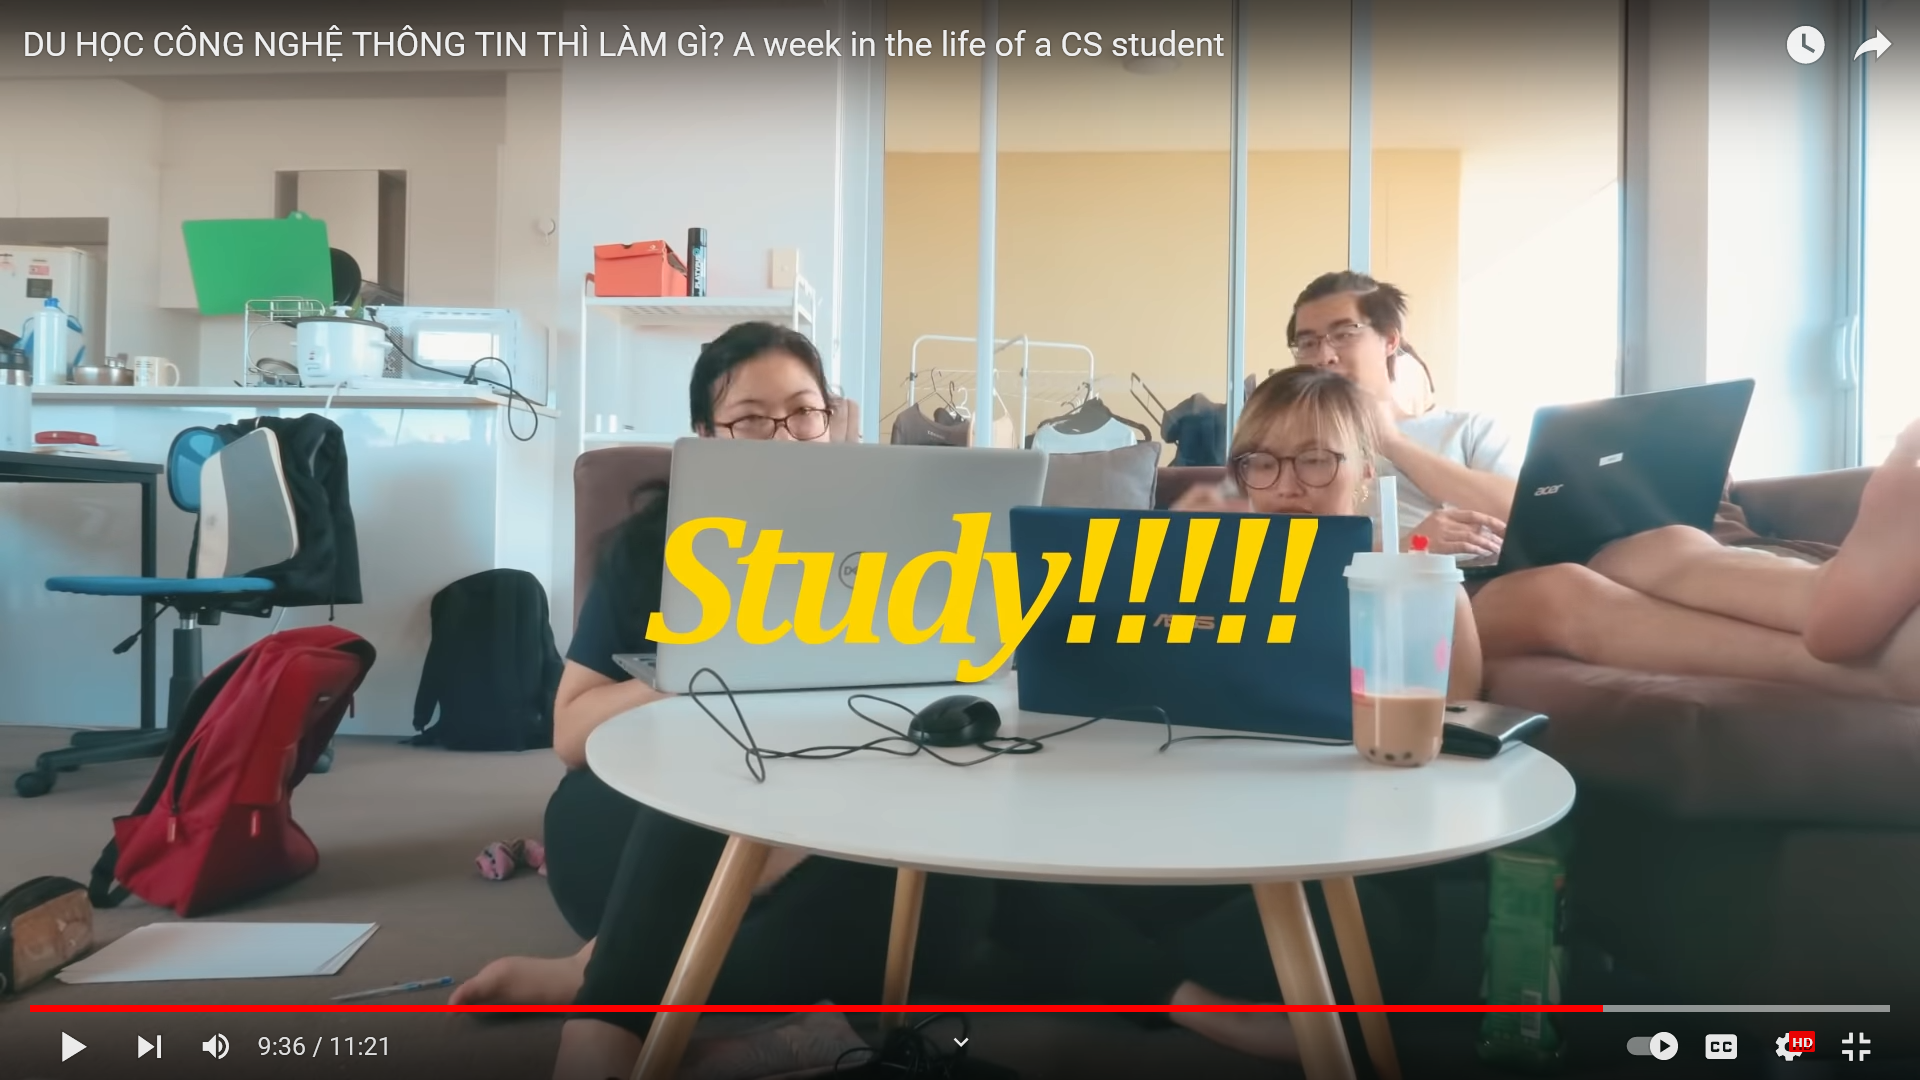 DU HỌC CÔNG NGHỆ THÔNG TIN THÌ LÀM GÌ? A week in the life of a CS student
acer
Study!!!!!
ASUS
9:36 / 11:21
CC
HD